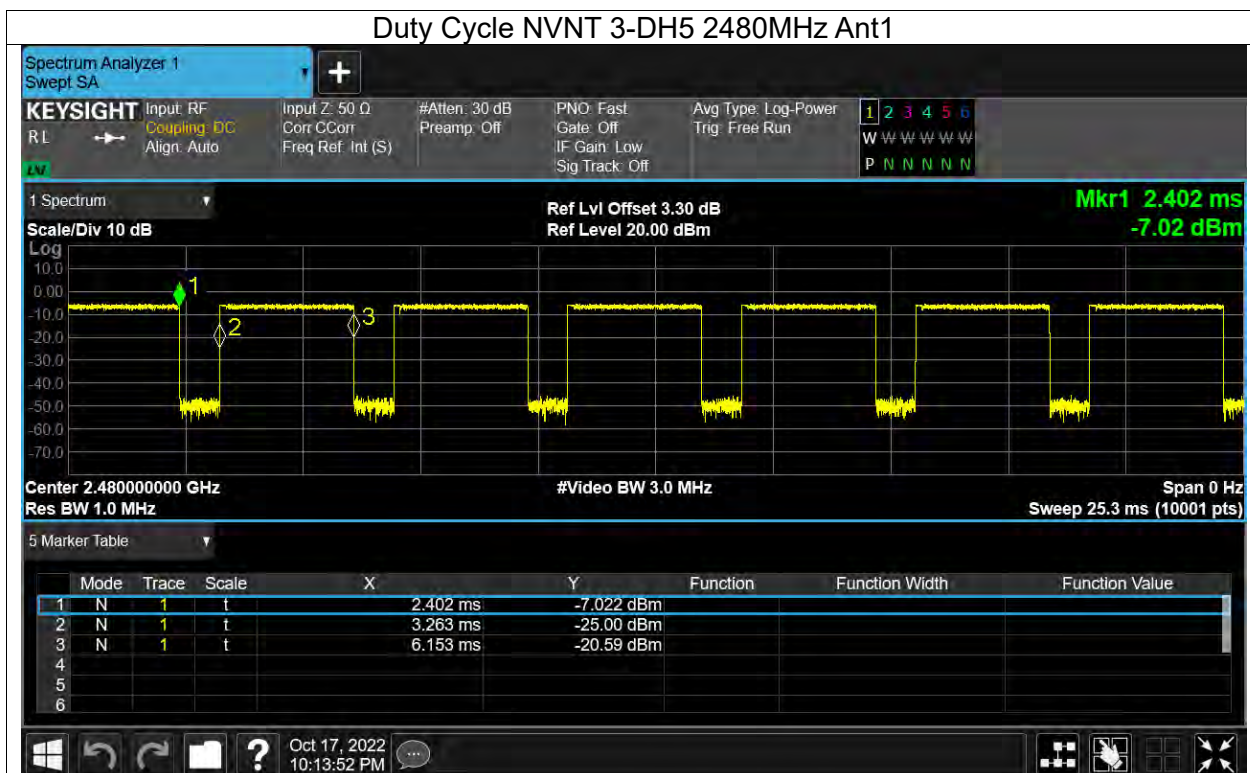 Duty Cycle NVNT 3-DH5 2480MHz Ant1
Spectrum Analyzer 1
Swept SA
+
KEYSIGHT Input: RF Input Z: 50 Ω #Atten: 30 dB PNO: Fast Avg Type: Log-Power 1 2 3 4 5 6
RL Coupling: DC Corr CCorr Preamp: Off Gate: Off Trig: Free Run W W W W W W
Align: Auto Freq Ref: Int (S) IF Gain: Low
LXI Sig Track: Off P N N N N N
1 Spectrum Ref Lvl Offset 3.30 dB Mkr1 2.402 ms
Scale/Div 10 dB Ref Level 20.00 dBm -7.02 dBm
Log
10.0
0.00
-10.0
-20.0
-30.0
-40.0
-50.0
-60.0
-70.0
1
2
3
Center 2.480000000 GHz #Video BW 3.0 MHz Span 0 Hz
Res BW 1.0 MHz Sweep 25.3 ms (10001 pts)
5 Marker Table
Mode Trace Scale X Y Function Function Width Function Value
1 N 1 t 2.402 ms -7.022 dBm
2 N 1 t 3.263 ms -25.00 dBm
3 N 1 t 6.153 ms -20.59 dBm
4
5
6
? Oct 17, 2022
10:13:52 PM